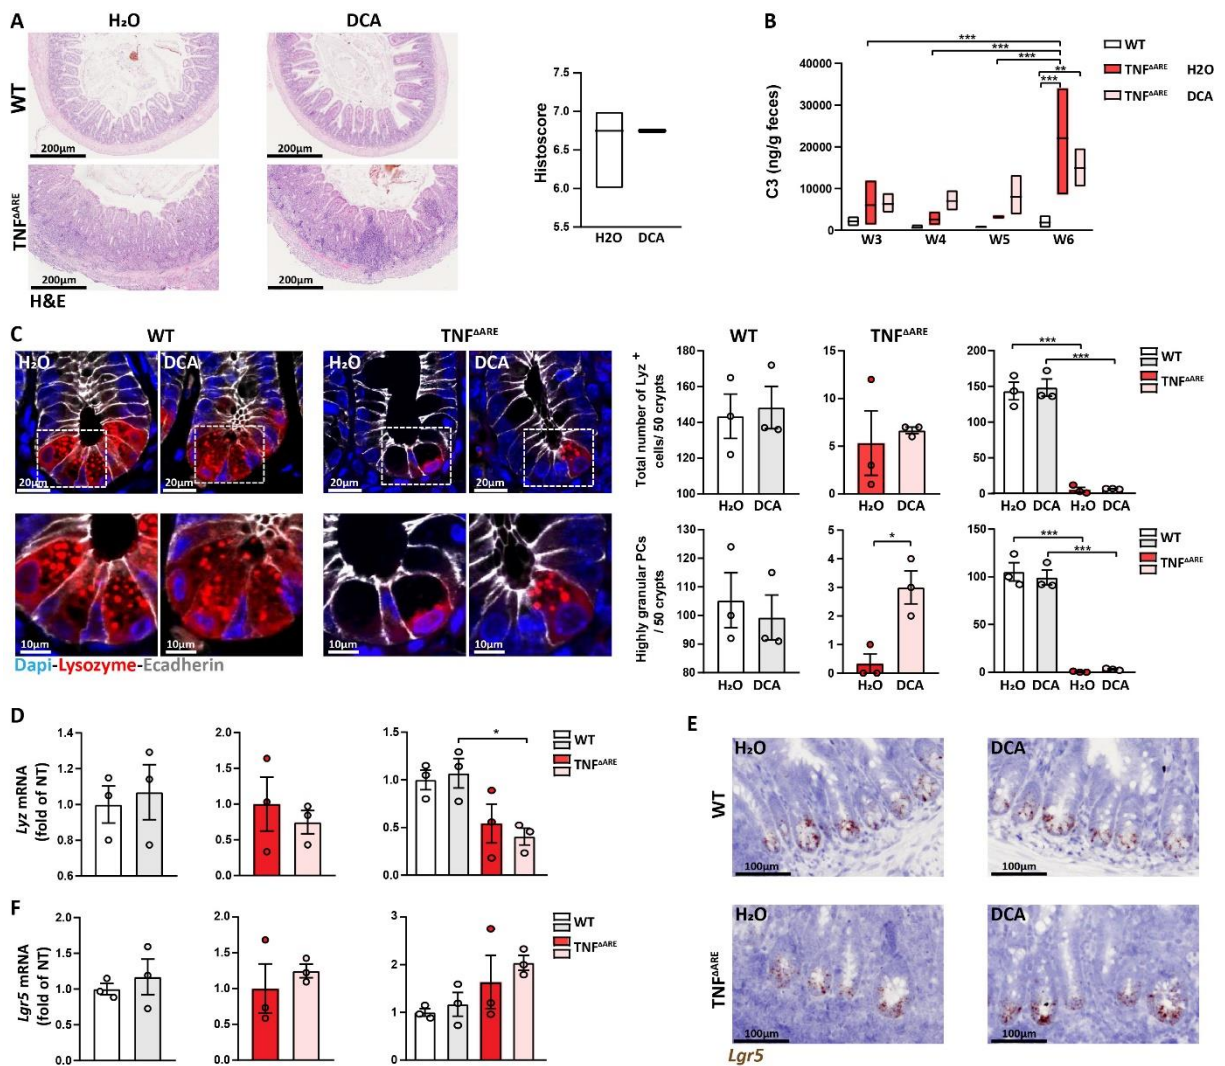 A
H₂O
DCA
WT
200μm
200μm
TNFΔARE
200μm
200μm
H&E
Histoscore
7.5
7.0
6.5
6.0
5.5
H2O
DCA
B
C3 (ng/g feces)
40000
30000
20000
10000
0
W3
W4
W5
W6
***
***
***
**
***
WT
TNFΔARE H2O
TNFΔARE DCA
C
WT
TNFΔARE
H₂O
DCA
H₂O
DCA
20μm
20μm
20μm
20μm
10μm
10μm
10μm
10μm
Dapi-Lysozyme-Ecadherin
WT
TNFΔARE
Total number of Lyz⁺
cells/ 50 crypts
180
160
140
120
100
H₂O
DCA
15
10
5
0
H₂O
DCA
200
150
100
50
0
***
***
H₂O
DCA
H₂O
DCA
WT
TNFΔARE
Highly granular PCs
/ 50 crypts
130
120
110
100
90
80
H₂O
DCA
5
4
3
2
1
0
*
H₂O
DCA
150
100
50
0
***
***
H₂O
DCA
H₂O
DCA
WT
TNFΔARE
D
Lyz mRNA
(fold of NT)
1.4
1.2
1.0
0.8
0.6
2.0
1.5
1.0
0.5
0.0
1.5
1.0
0.5
0.0
*
WT
TNFΔARE
E
H₂O
DCA
WT
100μm
100μm
H₂O
DCA
TNFΔARE
100μm
100μm
Lgr5
F
Lgr5 mRNA
(fold of NT)
2.0
1.5
1.0
0.5
0.0
2.0
1.5
1.0
0.5
0.0
3
2
1
0
WT
TNFΔARE